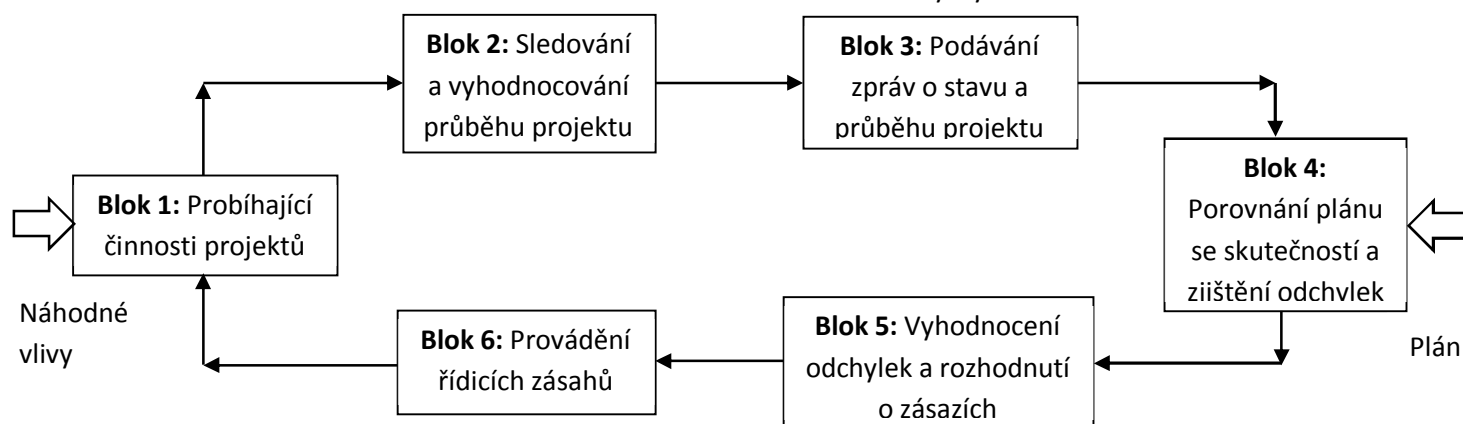 Blok 2: Sledování
a vyhodnocování
průběhu projektu
Blok 3: Podávání
zpráv o stavu a
průběhu projektu
Blok 4:
Porovnání plánu
se skutečností a
zjištění odchylek
Blok 1: Probíhající
činnosti projektů
Náhodné
vlivy
Blok 6: Provádění
řídicích zásahů
Blok 5: Vyhodnocení
odchylek a rozhodnutí
o zásazích
Plán